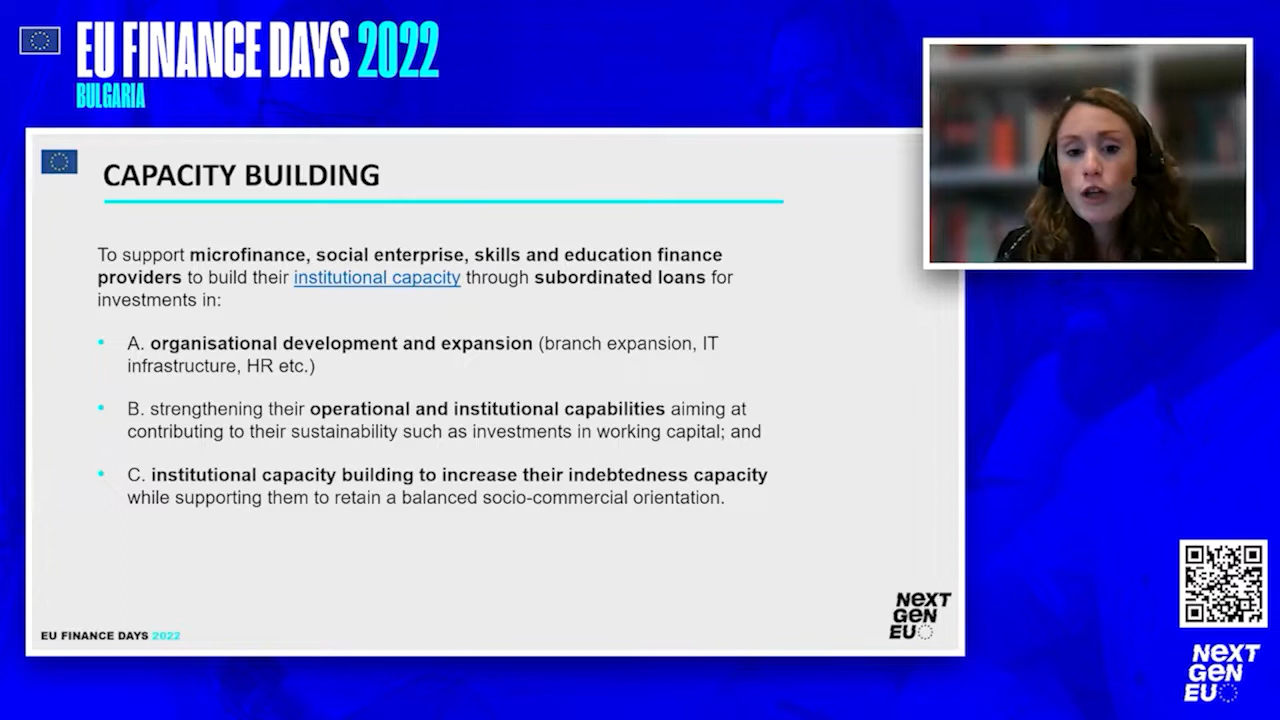 EU FINANCE DAYS 2022
BULGARIA
CAPACITY BUILDING
To support microfinance, social enterprise, skills and education finance
providers to build their institutional capacity through subordinated loans for
investments in:
• A. organisational development and expansion (branch expansion, IT
infrastructure, HR etc.)
• B. strengthening their operational and institutional capabilities aiming at
contributing to their sustainability such as investments in working capital; and
• C. institutional capacity building to increase their indebtedness capacity
while supporting them to retain a balanced socio-commercial orientation.
NEXT
GEN
EU
EU FINANCE DAYS 2022
NEXT
GEN
EU